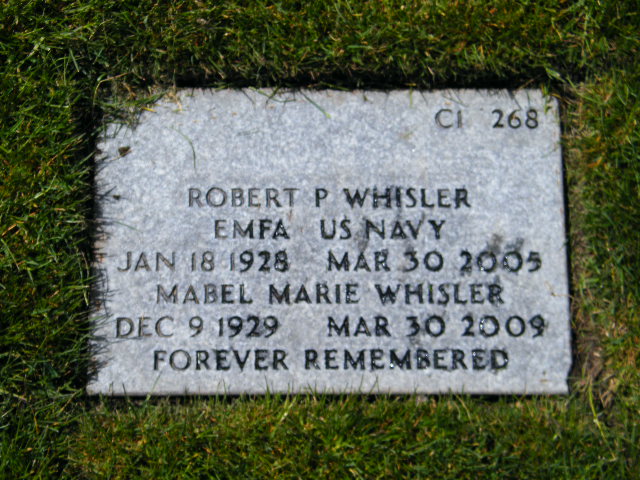 CI 268
ROBERT P WHISLER
EMFA US NAVY
JAN 18 1928 MAR 30 2005
MABEL MARIE WHISLER
DEC 9 1929 MAR 30 2009
FOREVER REMEMBERED